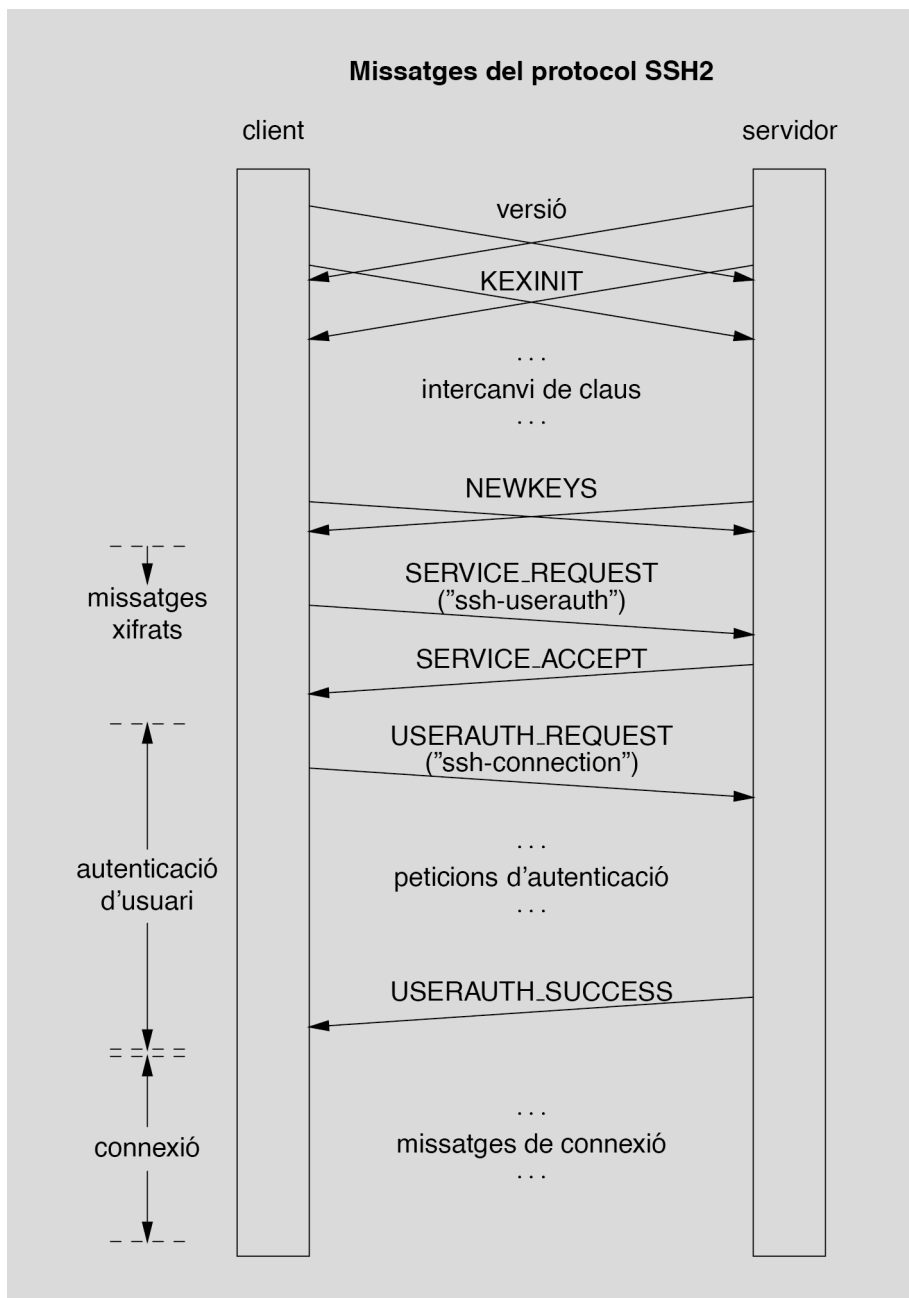 Missatges del protocol SSH2
client
servidor
versió
KEXINIT
. . .
intercanvi de claus
. . .
NEWKEYS
missatges
xifrats
SERVICE_REQUEST
(”ssh-userauth”)
SERVICE_ACCEPT
USERAUTH_REQUEST
(”ssh-connection”)
autenticació
d’usuari
. . .
peticions d’autenticació
. . .
USERAUTH_SUCCESS
connexió
. . .
missatges de connexió
. . .